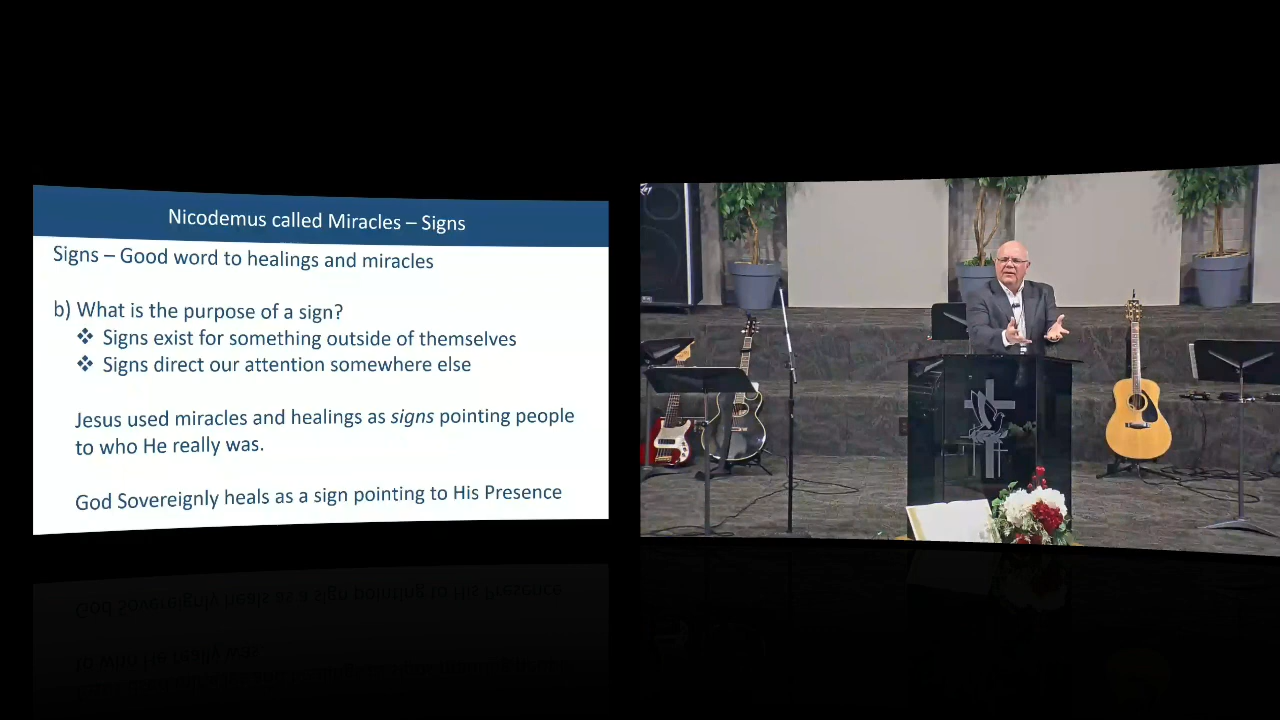 Nicodemus called Miracles – Signs
Signs – Good word to healings and miracles
b) What is the purpose of a sign?
❖ Signs exist for something outside of themselves
❖ Signs direct our attention somewhere else
Jesus used miracles and healings as signs pointing people
to who He really was.
God Sovereignly heals as a sign pointing to His Presence